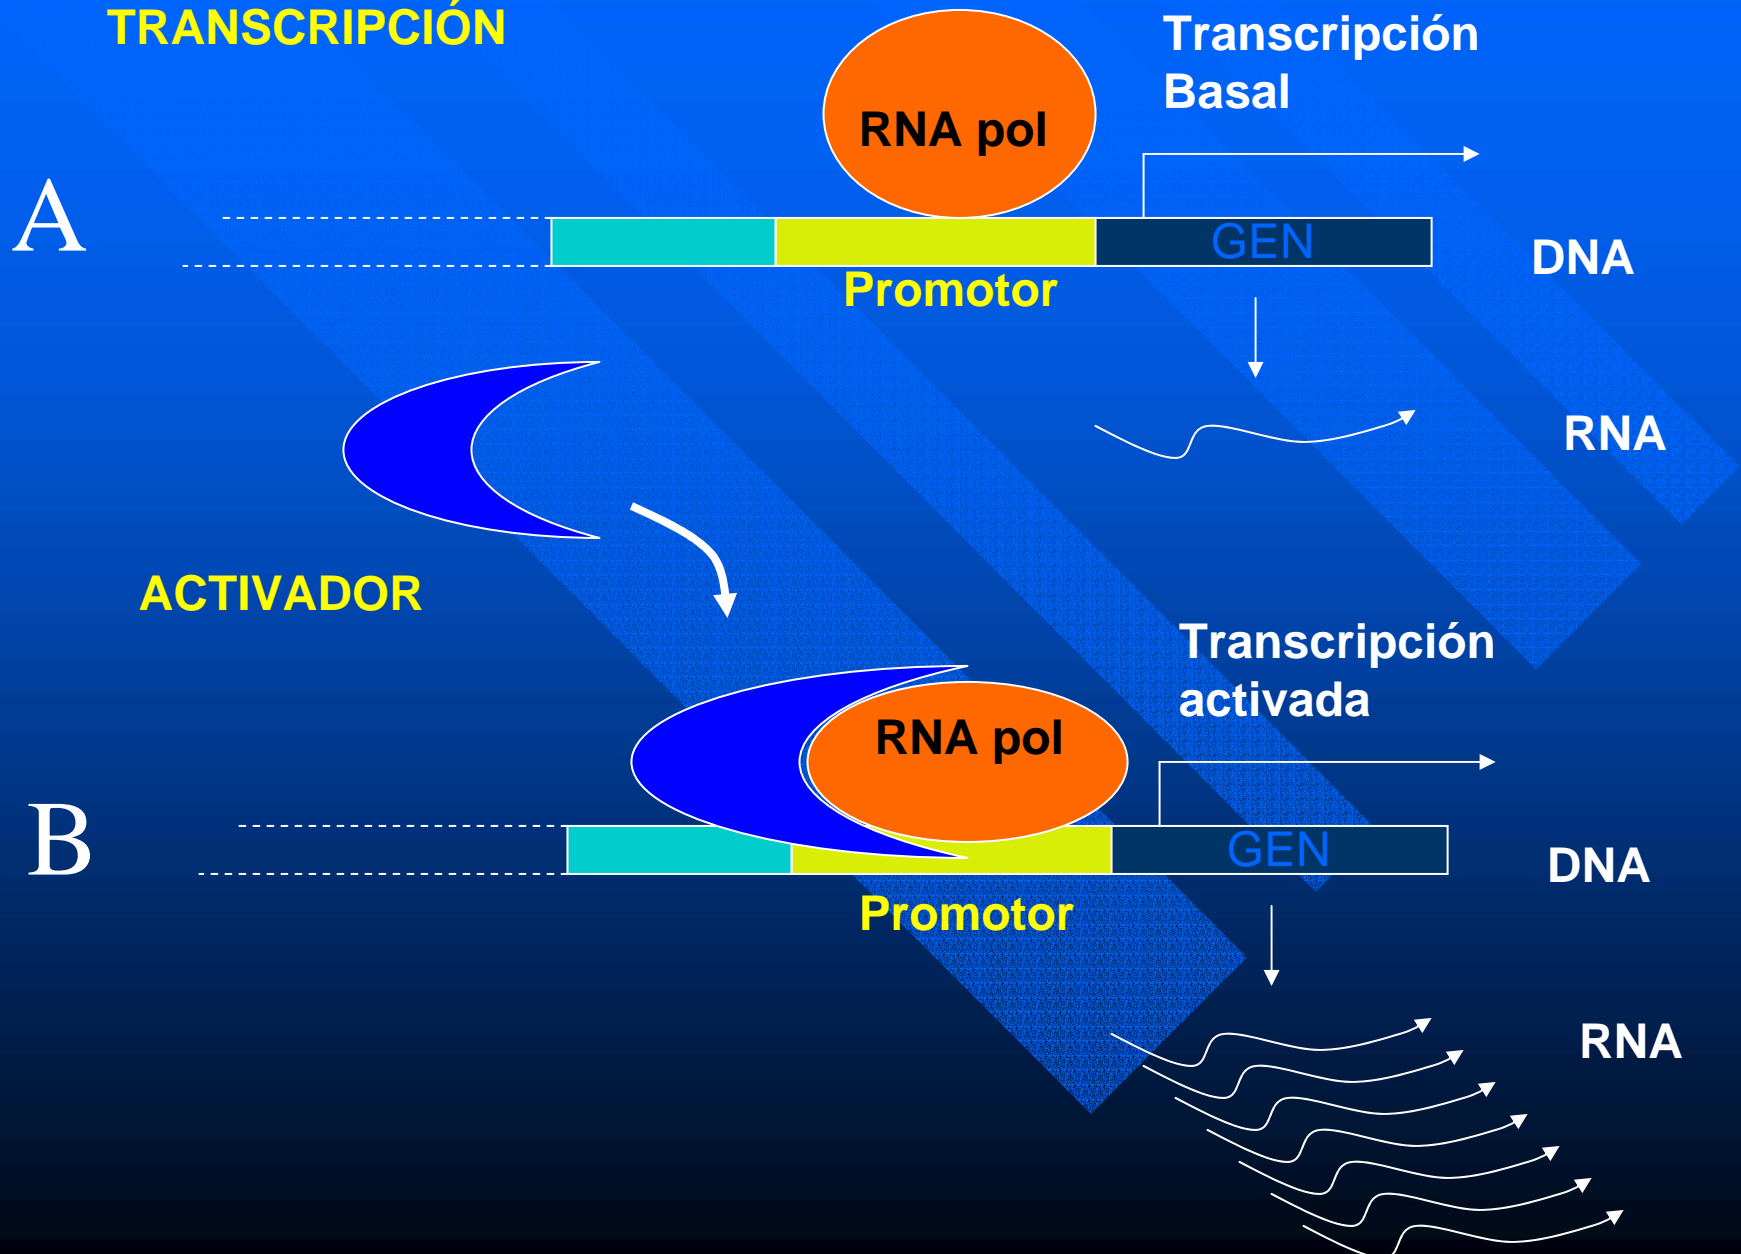 TRANSCRIPCIÓN
Transcripción
Basal
RNA pol
A
GEN
DNA
Promotor
RNA
ACTIVADOR
Transcripción
activada
RNA pol
B
GEN
DNA
Promotor
RNA